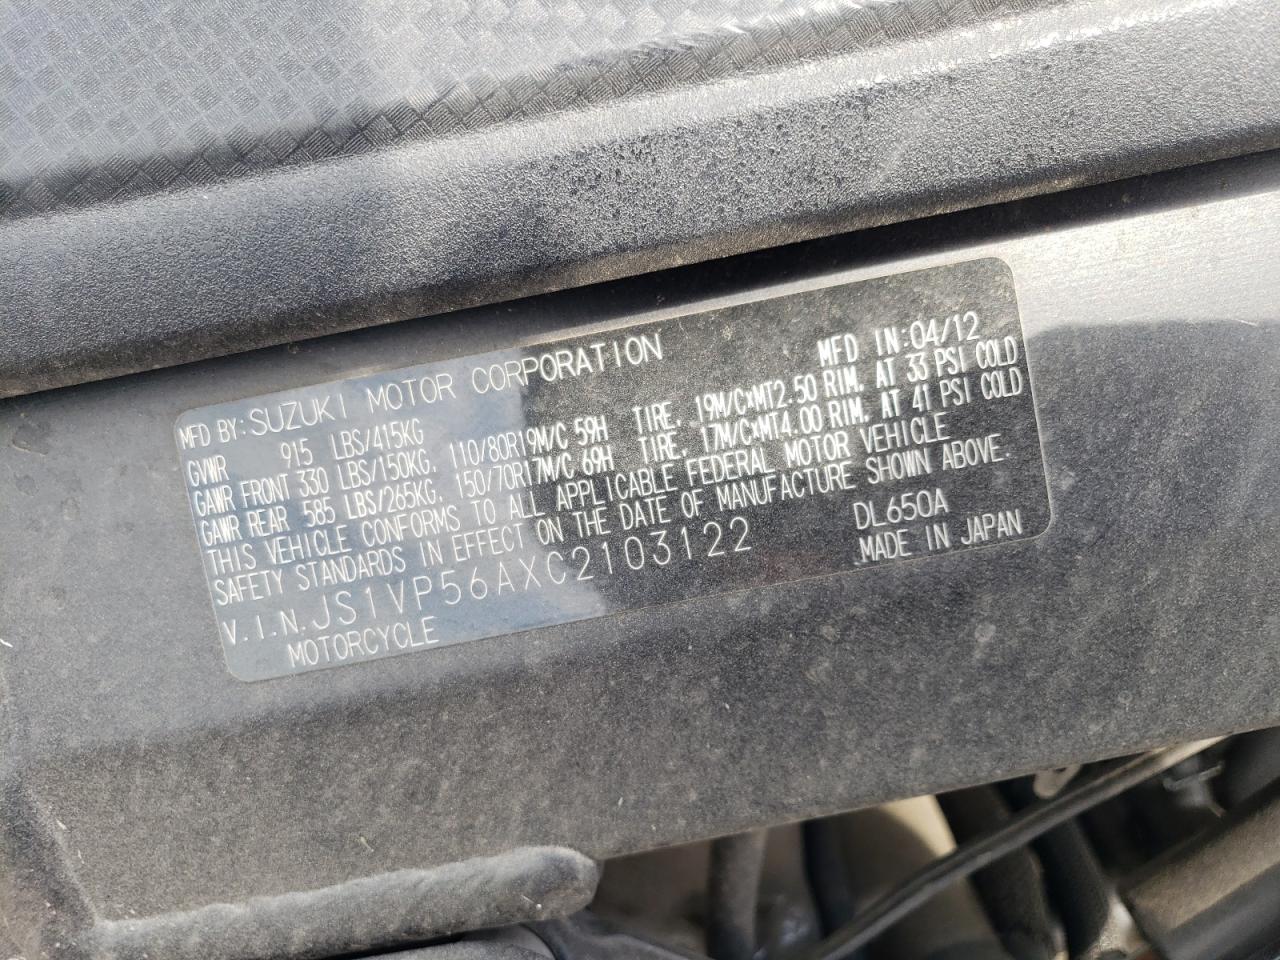 MFD BY: SUZUKI MOTOR CORPORATION MFD IN: 04/12
GVWR 915 LBS/415KG
GAWR FRONT 330 LBS/150KG. 110/80R19M/C 59H TIRE, 19M/C×MT2.50 RIM, AT 33 PSI COLD
GAWR REAR 585 LBS/265KG. 150/70R17M/C 69H TIRE, 17M/C×MT4.00 RIM, AT 41 PSI COLD
THIS VEHICLE CONFORMS TO ALL APPLICABLE FEDERAL MOTOR VEHICLE
SAFETY STANDARDS IN EFFECT ON THE DATE OF MANUFACTURE SHOWN ABOVE.
V.I.N. JS1VP56AXC2103122 DL650A
MOTORCYCLE MADE IN JAPAN